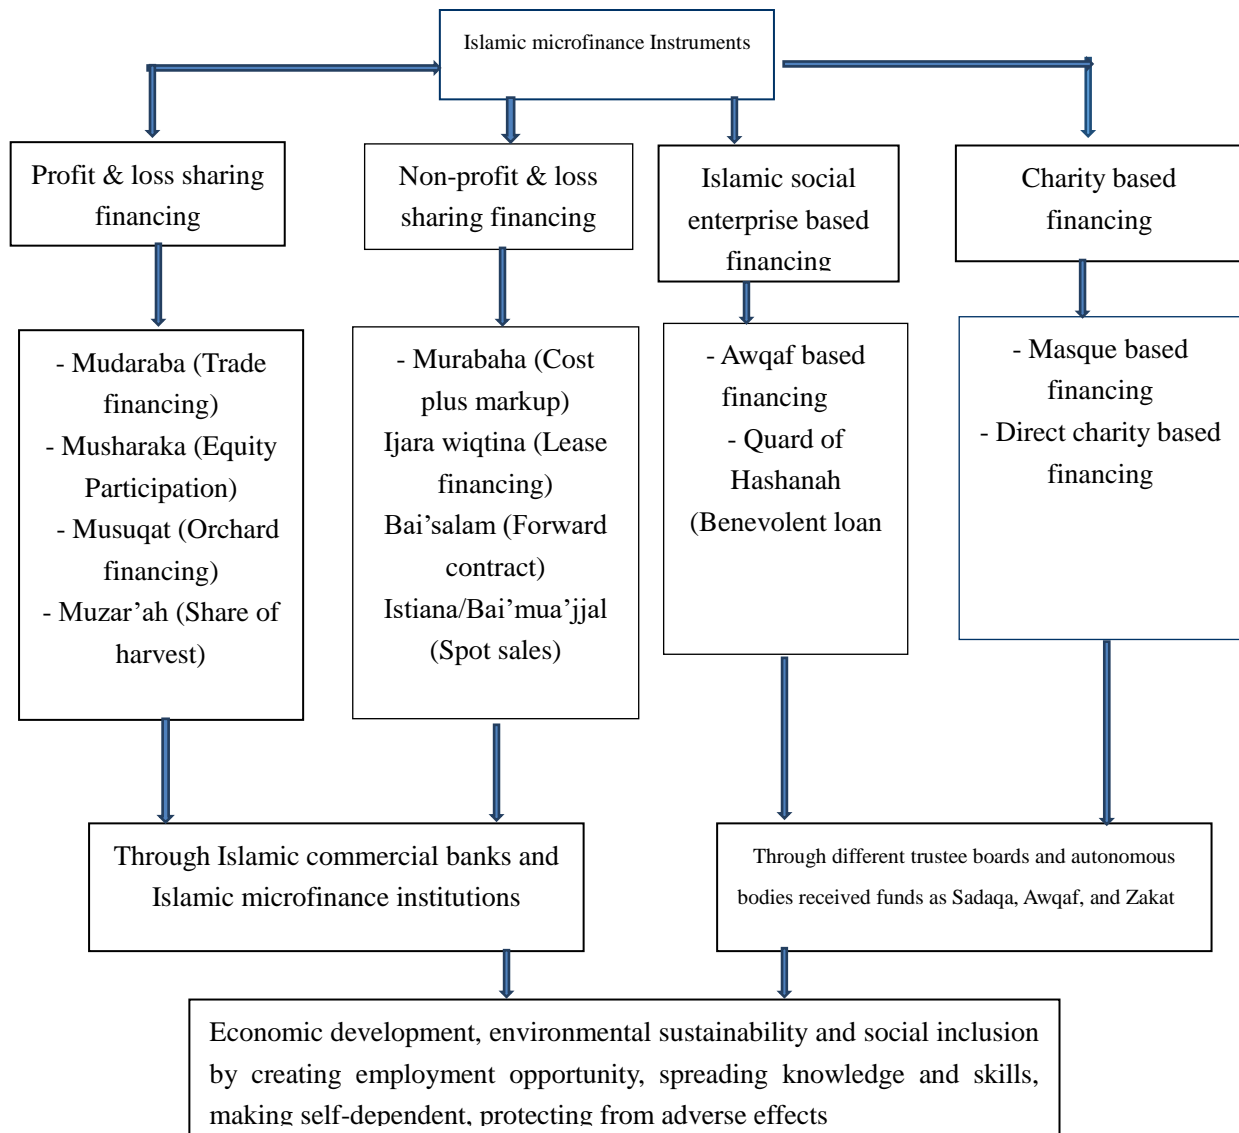 Islamic microfinance Instruments
Profit & loss sharing
financing
Non-profit & loss
sharing financing
Islamic social
enterprise based
financing
Charity based
financing
- Mudaraba (Trade
financing)
- Musharaka (Equity
Participation)
- Musuqat (Orchard
financing)
- Muzar’ah (Share of
harvest)
- Murabaha (Cost
plus markup)
Ijara wiqtina (Lease
financing)
Bai’salam (Forward
contract)
Istiana/Bai’mua’jjal
(Spot sales)
- Awqaf based
financing
- Quard of
Hashanah
(Benevolent loan
- Masque based
financing
- Direct charity based
financing
Through Islamic commercial banks and
Islamic microfinance institutions
Through different trustee boards and autonomous
bodies received funds as Sadaqa, Awqaf, and Zakat
Economic development, environmental sustainability and social inclusion
by creating employment opportunity, spreading knowledge and skills,
making self-dependent, protecting from adverse effects